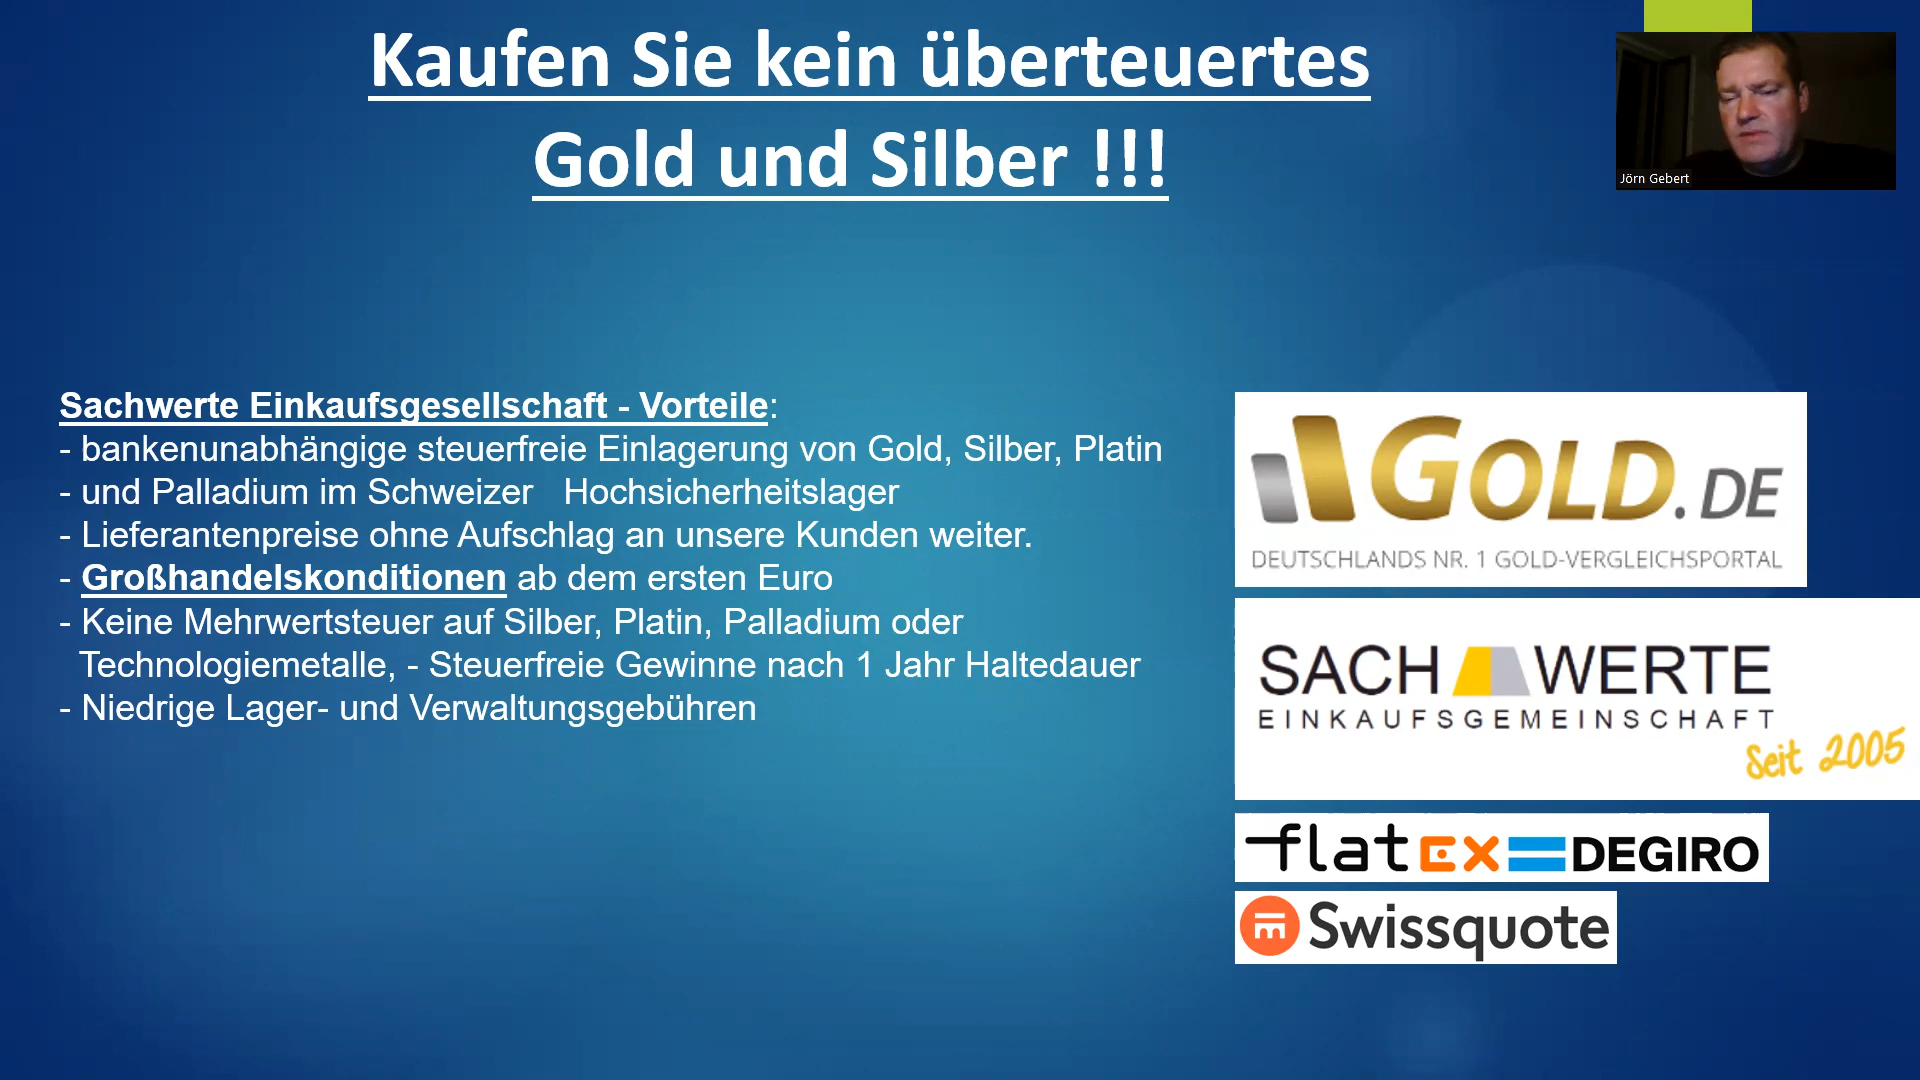 Kaufen Sie kein überteuertes
Gold und Silber !!!
Jörn Gebert
Sachwerte Einkaufsgesellschaft - Vorteile:
- bankenunabhängige steuerfreie Einlagerung von Gold, Silber, Platin
- und Palladium im Schweizer Hochsicherheitslager
- Lieferantenpreise ohne Aufschlag an unsere Kunden weiter.
- Großhandelskonditionen ab dem ersten Euro
- Keine Mehrwertsteuer auf Silber, Platin, Palladium oder
Technologiemetalle, - Steuerfreie Gewinne nach 1 Jahr Haltedauer
- Niedrige Lager- und Verwaltungsgebühren
GOLD.DE
DEUTSCHLANDS NR. 1 GOLD-VERGLEICHSPORTAL
SACH WERTE
EINKAUFSGEMEINSCHAFT
Seit 2005
flatex=DEGIRO
Swissquote